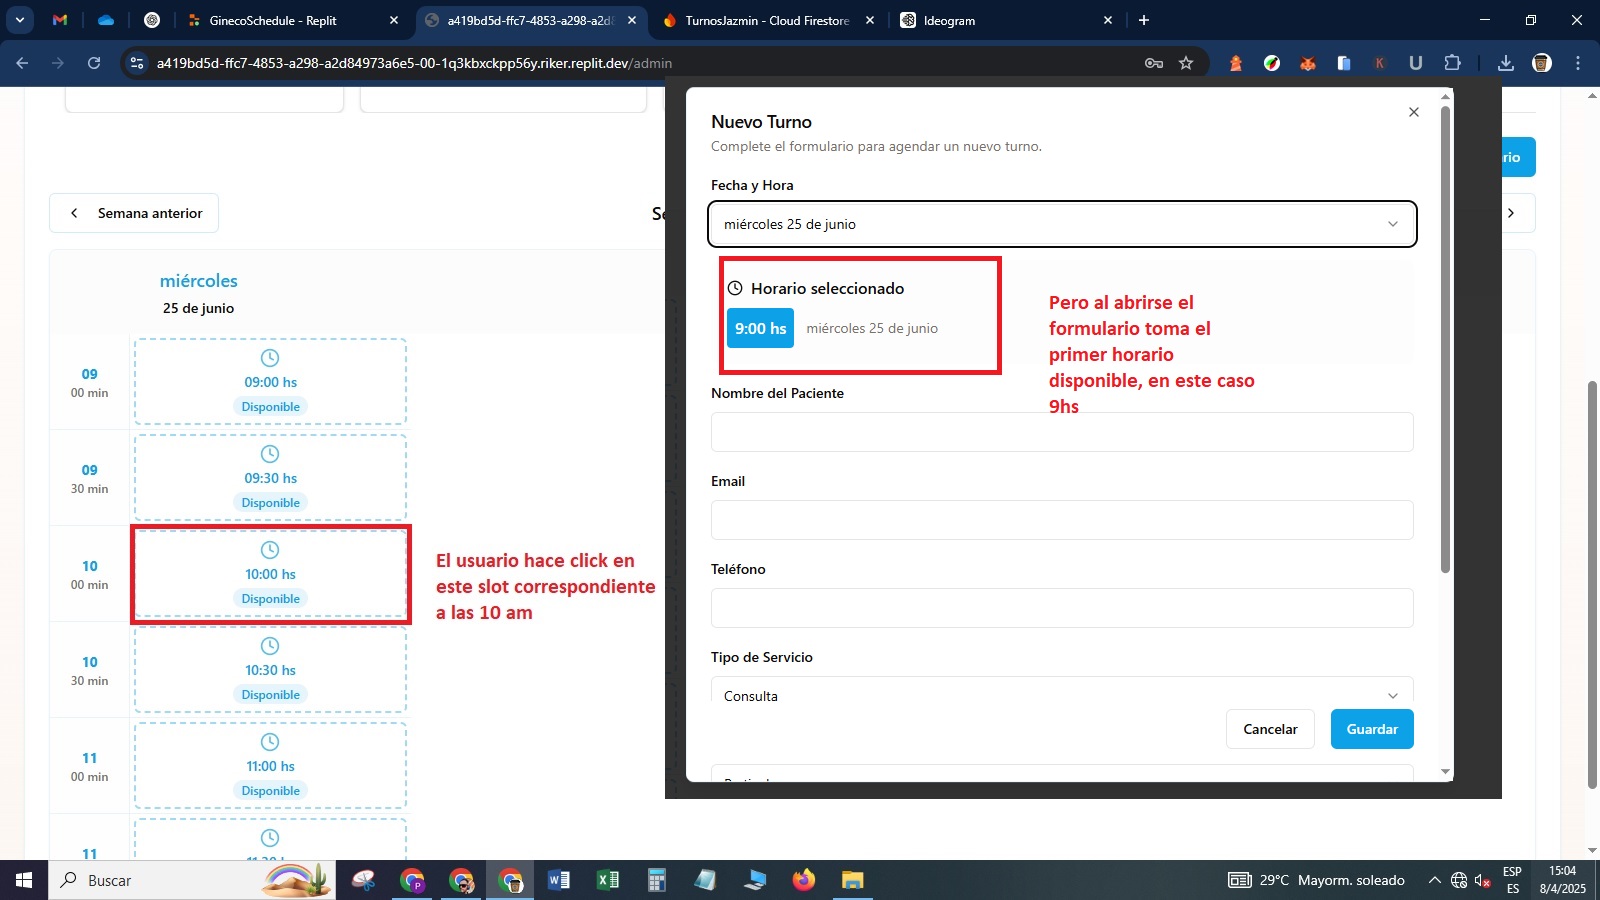 GinecoSchedule - Replit
a419bd5d-ffc7-4853-a298-a2d8
TurnosJazmin - Cloud Firestore
Ideogram
a419bd5d-ffc7-4853-a298-a2d84973a6e5-00-1q3kbxckpp56y.riker.replit.dev/admin
Nuevo Turno
Complete el formulario para agendar un nuevo turno.
rio
Fecha y Hora
Semana anterior
Se
miércoles 25 de junio
miércoles
25 de junio
Horario seleccionado
9:00 hs miércoles 25 de junio
Pero al abrirse el
formulario toma el
primer horario
disponible, en este caso
9hs
09
00 min
09:00 hs
Disponible
Nombre del Paciente
09
30 min
09:30 hs
Disponible
Email
10
00 min
10:00 hs
Disponible
El usuario hace click en
este slot correspondiente
a las 10 am
Teléfono
10
30 min
10:30 hs
Disponible
Tipo de Servicio
Consulta
Cancelar
Guardar
11
00 min
11:00 hs
Disponible
11
Buscar
29°C Mayorm. soleado
ESP
ES
15:04
8/4/2025